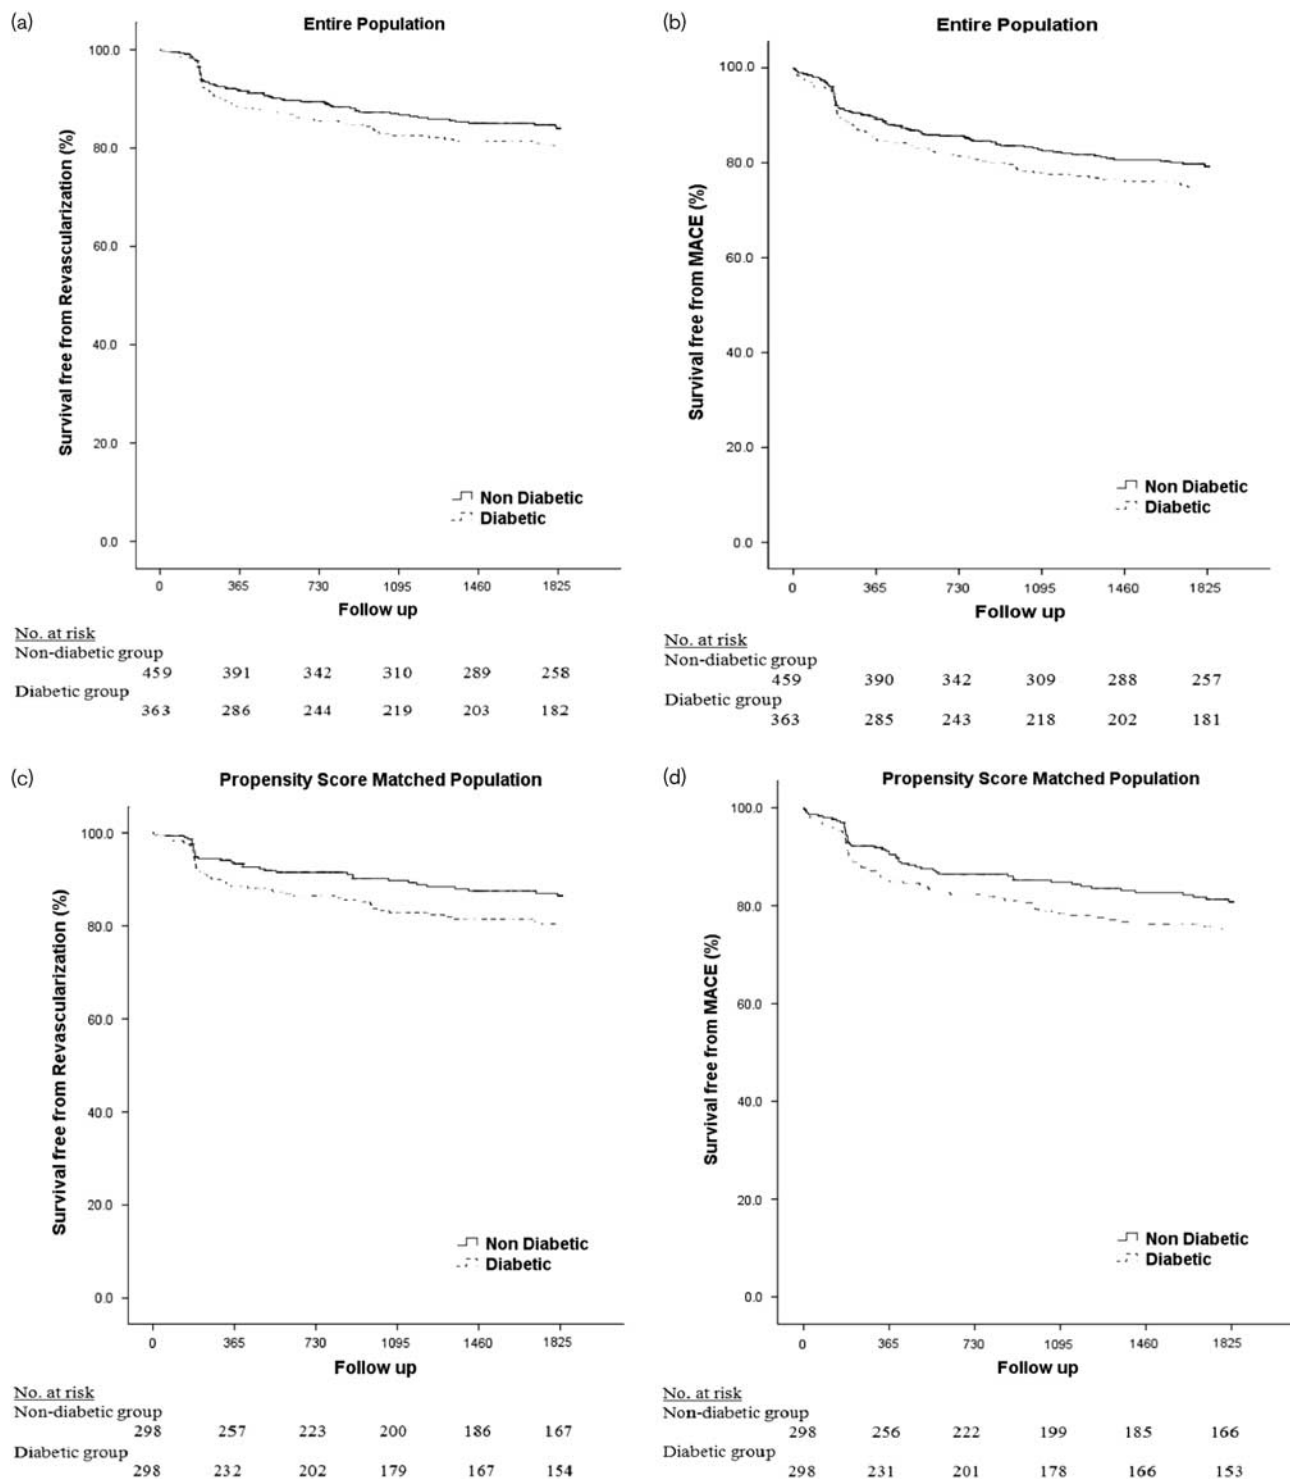 (a)
Entire Population
100.0
80.0
60.0
40.0
20.0
0.0
Survival free from Revascularization (%)
Non Diabetic
Diabetic
0 365 730 1095 1460 1825
Follow up
No. at risk
Non-diabetic group
459 391 342 310 289 258
Diabetic group
363 286 244 219 203 182
(b)
Entire Population
100.0
80.0
60.0
40.0
20.0
0.0
Survival free from MACE (%)
Non Diabetic
Diabetic
0 365 730 1095 1460 1825
Follow up
No. at risk
Non-diabetic group
459 390 342 309 288 257
Diabetic group
363 285 243 218 202 181
(c)
Propensity Score Matched Population
100.0
80.0
60.0
40.0
20.0
0.0
Survival free from Revascularization (%)
Non Diabetic
Diabetic
0 365 730 1095 1460 1825
Follow up
No. at risk
Non-diabetic group
298 257 223 200 186 167
Diabetic group
298 232 202 179 167 154
(d)
Propensity Score Matched Population
100.0
80.0
60.0
40.0
20.0
0.0
Survival free from MACE (%)
Non Diabetic
Diabetic
0 365 730 1095 1460 1825
Follow up
No. at risk
Non-diabetic group
298 256 222 199 185 166
Diabetic group
298 231 201 178 166 153